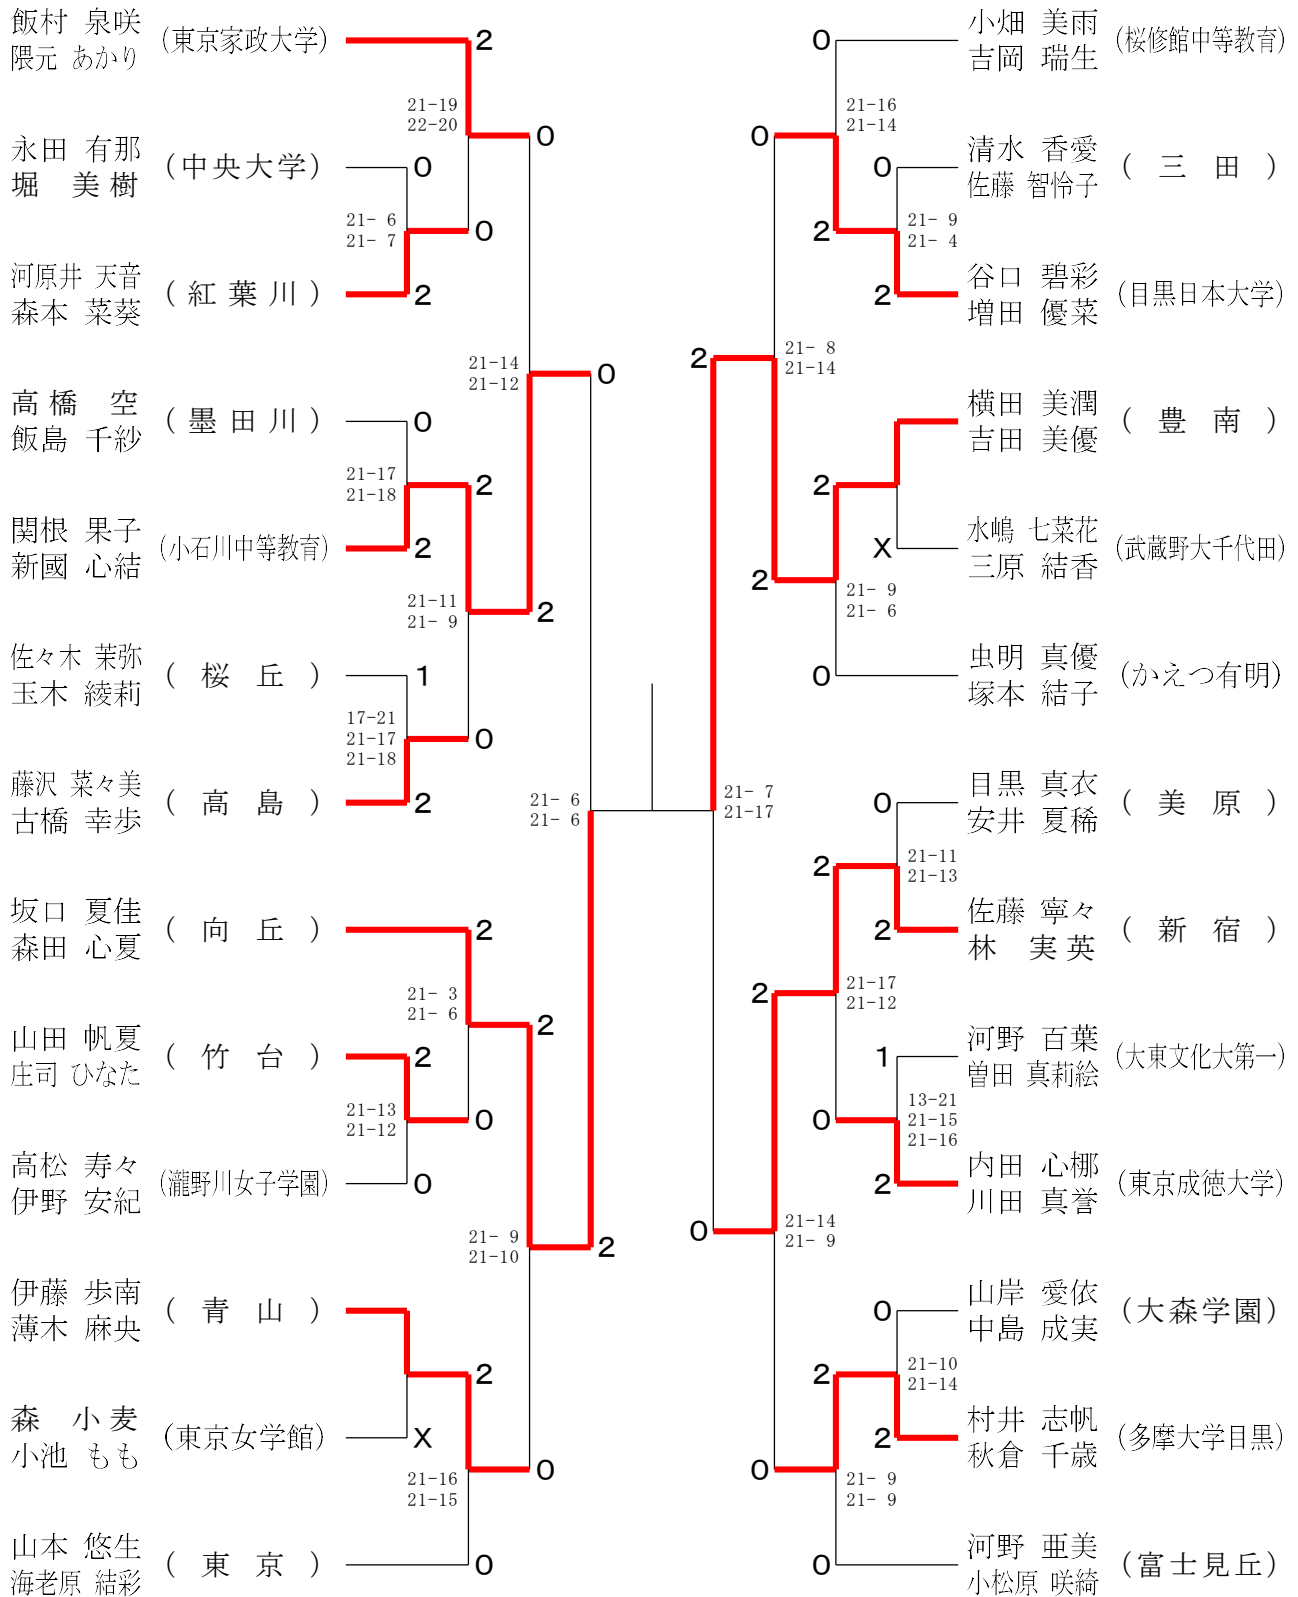 飯村 泉咲
隈元 あかり
(東京家政大学)
2
21-19
22-20
0
永田 有那
堀 美樹
(中央大学)
0
21- 6
21- 7
0
河原井 天音
森本 菜葵
(紅葉川)
2
21-14
21-12
0
高橋 空
飯島 千紗
(墨田川)
0
21-17
21-18
2
関根 果子
新國 心結
(小石川中等教育)
2
21-11
21- 9
2
佐々木 茉弥
玉木 綾莉
(桜丘)
1
17-21
21-17
21-18
0
藤沢 菜々美
古橋 幸歩
(高島)
2
21- 6
21- 6
坂口 夏佳
森田 心夏
(向丘)
2
21- 3
21- 6
2
山田 帆夏
庄司 ひなた
(竹台)
2
21-13
21-12
0
高松 寿々
伊野 安紀
(瀧野川女子学園)
0
21- 9
21-10
2
伊藤 歩南
薄木 麻央
(青山)
2
森 小麦
小池 もも
(東京女学館)
X
21-16
21-15
0
山本 悠生
海老原 結彩
(東京)
0
0
小畑 美雨
吉岡 瑞生
(桜修館中等教育)
0
21-16
21-14
清水 香愛
佐藤 智怜子
(三田)
0
2
21- 9
21- 4
谷口 碧彩
増田 優菜
(目黒日本大学)
2
2
21- 8
21-14
横田 美潤
吉田 美優
(豊南)
2
水嶋 七菜花
三原 結香
(武蔵野大千代田)
X
2
21- 9
21- 6
虫明 真優
塚本 結子
(かえつ有明)
0
21- 7
21-17
目黒 真衣
安井 夏稀
(美原)
0
2
21-11
21-13
佐藤 寧々
林 実英
(新宿)
2
2
21-17
21-12
河野 百葉
曽田 真莉絵
(大東文化大第一)
1
0
13-21
21-15
21-16
内田 心梛
川田 真誉
(東京成徳大学)
2
0
21-14
21- 9
山岸 愛依
中島 成実
(大森学園)
0
2
21-10
21-14
村井 志帆
秋倉 千歳
(多摩大学目黒)
2
0
21- 9
21- 9
河野 亜美
小松原 咲綺
(富士見丘)
0